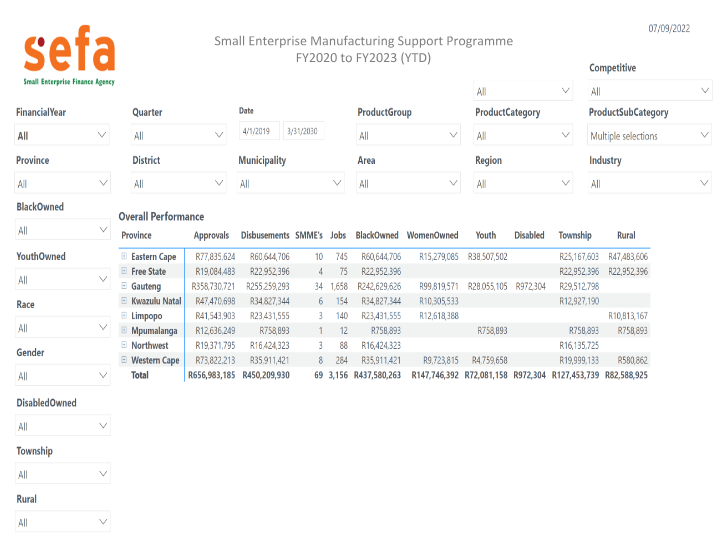 07/09/2022
sefa
Small Enterprise Finance Agency
Small Enterprise Manufacturing Support Programme
FY2020 to FY2023 (YTD)
Competitive
All All
FinancialYear Quarter Date ProductGroup ProductCategory ProductSubCategory
All All 4/1/2019 3/31/2030 All All Multiple selections
Province District Municipality Area Region Industry
All All All All All All
BlackOwned
All
YouthOwned
All
Race
All
Gender
All
DisabledOwned
All
Township
All
Rural
All
Overall Performance
Province Approvals Disbusements SMME's Jobs BlackOwned WomenOwned Youth Disabled Township Rural
Eastern Cape R77,835,624 R60,644,706 10 745 R60,644,706 R15,279,085 R38,507,502 R25,167,603 R47,483,606
Free State R19,084,483 R22,952,396 4 75 R22,952,396 R22,952,396 R22,952,396
Gauteng R358,730,721 R255,259,293 34 1,658 R242,629,626 R99,819,571 R28,055,105 R972,304 R29,512,798
Kwazulu Natal R47,470,698 R34,827,344 6 154 R34,827,344 R10,305,533 R12,927,190
Limpopo R41,543,903 R23,431,555 3 140 R23,431,555 R12,618,388 R10,813,167
Mpumalanga R12,636,249 R758,893 1 12 R758,893 R758,893 R758,893 R758,893
Northwest R19,371,795 R16,424,323 3 88 R16,424,323 R16,135,725
Western Cape R73,822,213 R35,911,421 8 284 R35,911,421 R9,723,815 R4,759,658 R19,999,133 R580,862
Total R656,983,185 R450,209,930 69 3,156 R437,580,263 R147,746,392 R72,081,158 R972,304 R127,453,739 R82,588,925